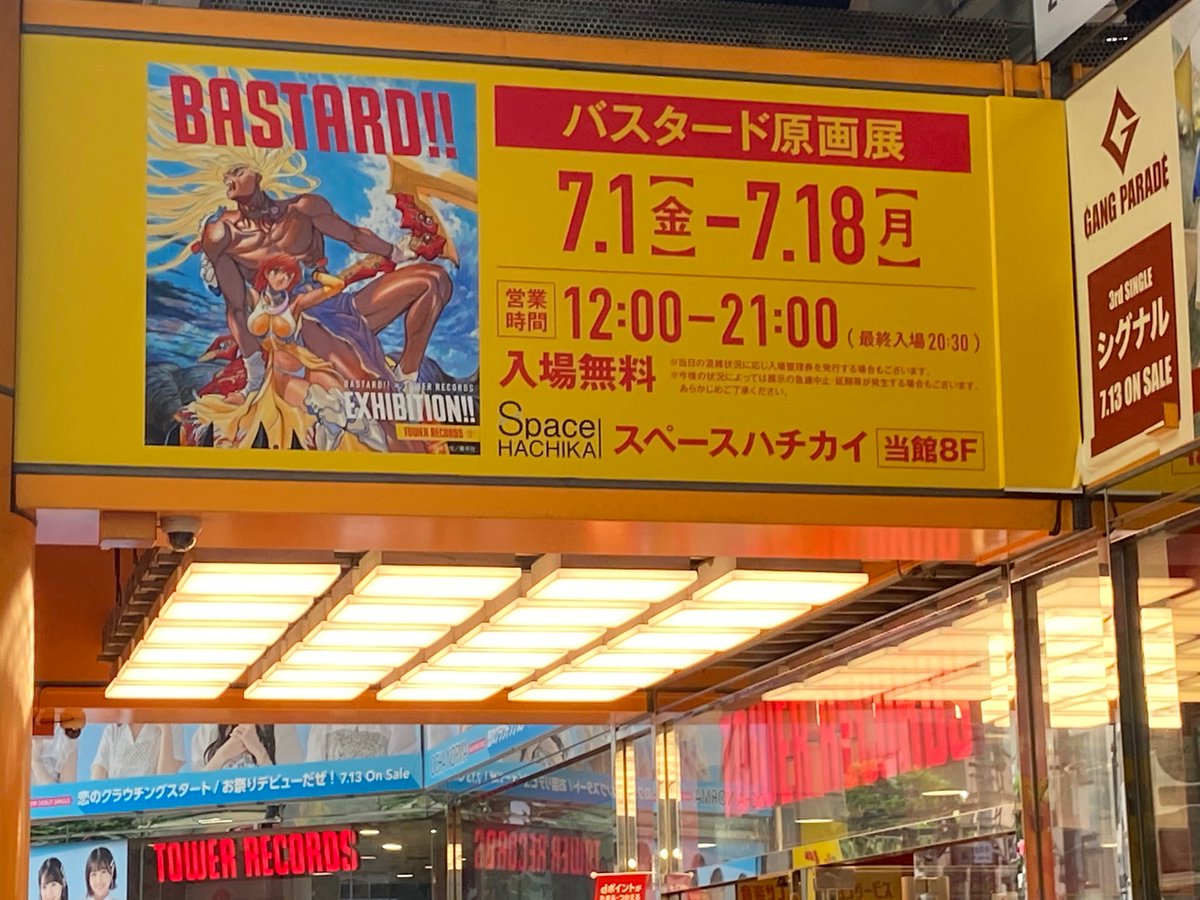 BASTARD!!
BASTARD!! × TOWER RECORDS
EXHIBITION!!
TOWER RECORDS
バスタード原画展
7.1【金】–7.18【月】
営業時間 12:00–21:00 (最終入場20:30)
入場無料
※当日の混雑状況に応じ入場整理券を発行する場合もございます。
※今後の状況によっては展示の急遽中止・延期等が発生する場合もございます。
あらかじめご了承ください。
Space HACHIKAI
スペースハチカイ 当館8F
GANG PARADE
3rd SINGLE
シグナル
7.13 ON SALE
恋のクラウチングスタート / お祭りデビューだぜ! 7.13 On Sale
TOWER RECORDS
TOWER RECORDS
dポイントが